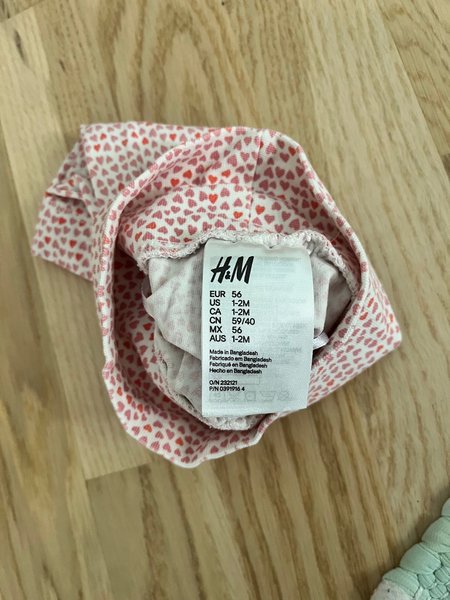 H&M
EUR 56
US 1-2M
CA 1-2M
CN 59/40
MX 56
AUS 1-2M
Made in Bangladesh
Fabricado em Bangladesh
Fabriqué en Bangladesh
Hecho en Bangladesh
O/N 232121
P/N 0391916 4